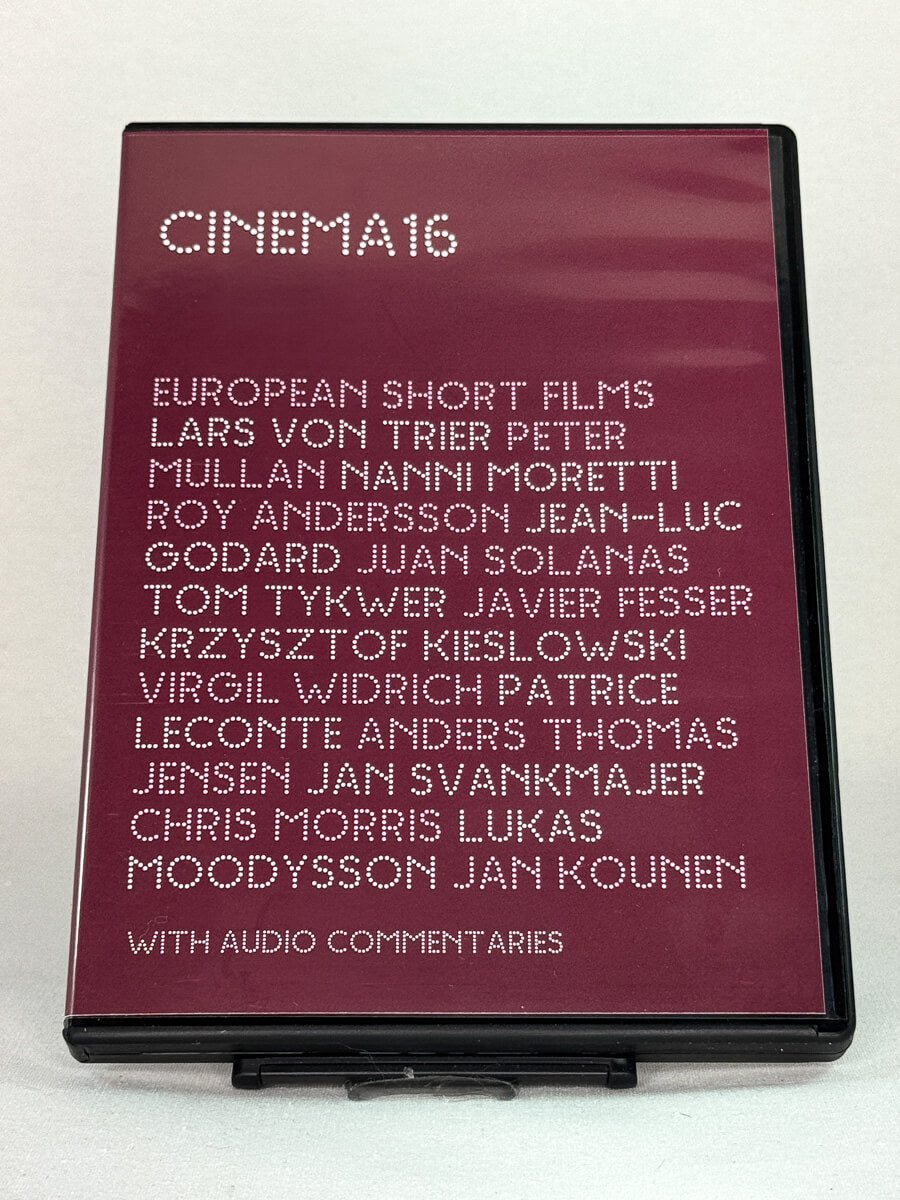 CINEMA16
EUROPEAN SHORT FILMS
LARS VON TRIER PETER
MULLAN NANNI MORETTI
ROY ANDERSSON JEAN-LUC
GODARD JUAN SOLANAS
TOM TYKWER JAVIER FESSER
KRZYSZTOF KIESLOWSKI
VIRGIL WIDRICH PATRICE
LECONTE ANDERS THOMAS
JENSEN JAN SVANKMAJER
CHRIS MORRIS LUKAS
MOODYSSON JAN KOUNEN
WITH AUDIO COMMENTARIES